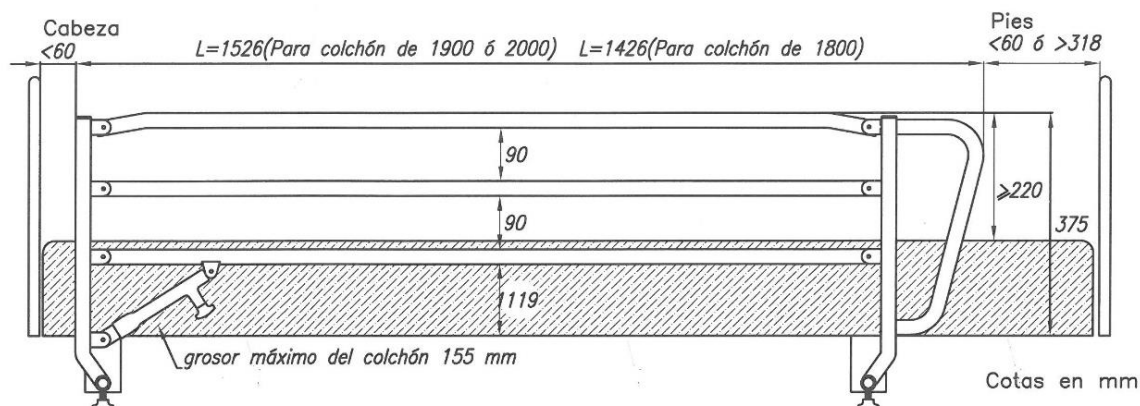 Cabeza
<60
L=1526(Para colchón de 1900 ó 2000) L=1426(Para colchón de 1800)
Pies
<60 ó >318
90
90
⩾220
375
1119
grosor máximo del colchón 155 mm
Cotas en mm